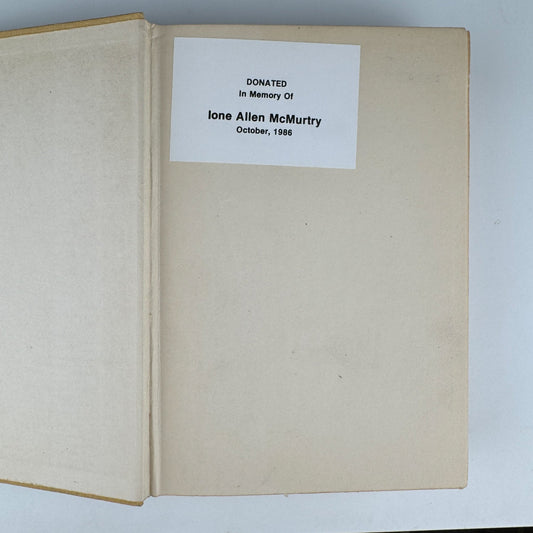 DONATED
In Memory Of
Ione Allen McMurtry
October, 1986